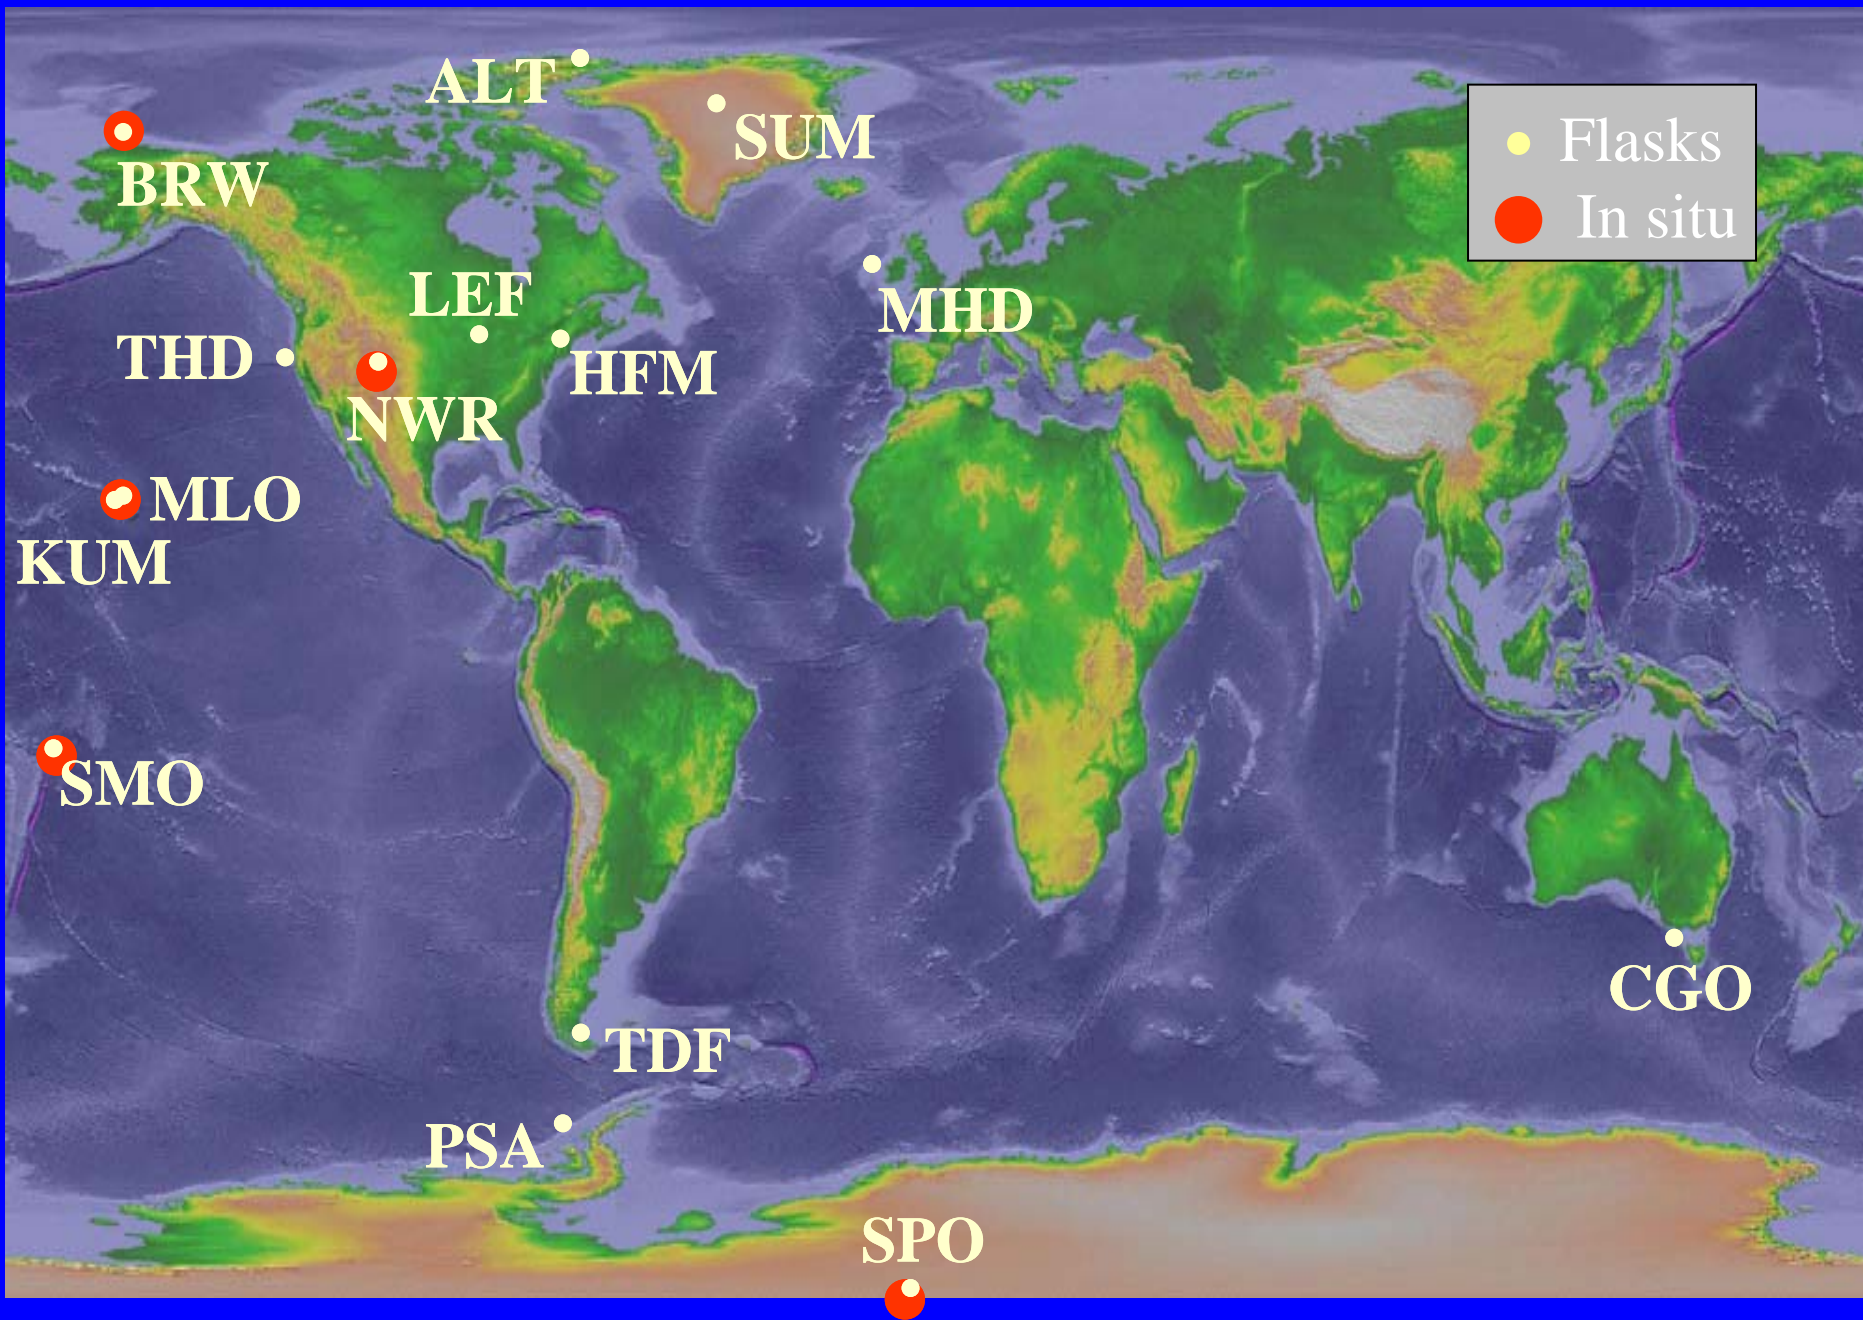 ALT
SUM
Flasks
In situ
BRW
LEF
MHD
THD
HFM
NWR
MLO
KUM
SMO
CGO
TDF
PSA
SPO